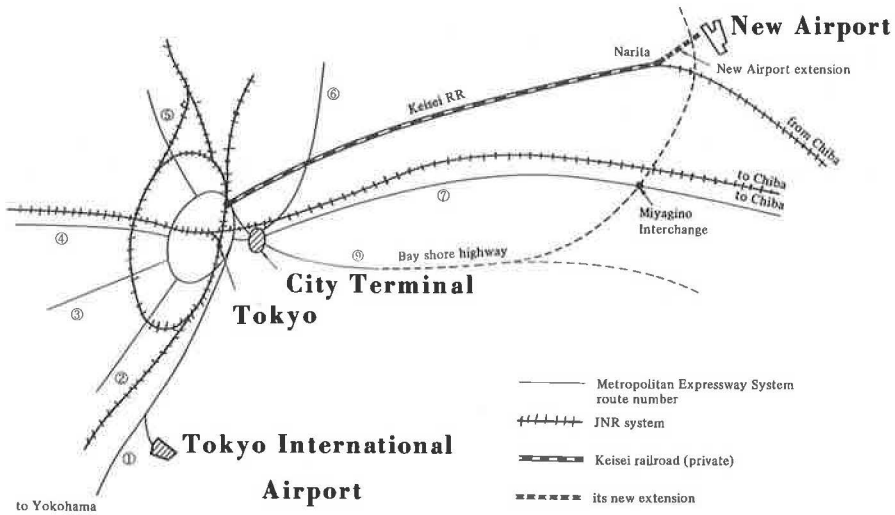 New Airport
Narita
New Airport extension
⑥
Keisei RR
⑤
from Chiba
to Chiba
to Chiba
⑦
Miyagino
Interchange
④
Bay shore highway
⑨
City Terminal
③
Tokyo
②
Metropolitan Expressway System
route number
JNR system
①
Tokyo International
Airport
Keisei railroad (private)
its new extension
to Yokohama